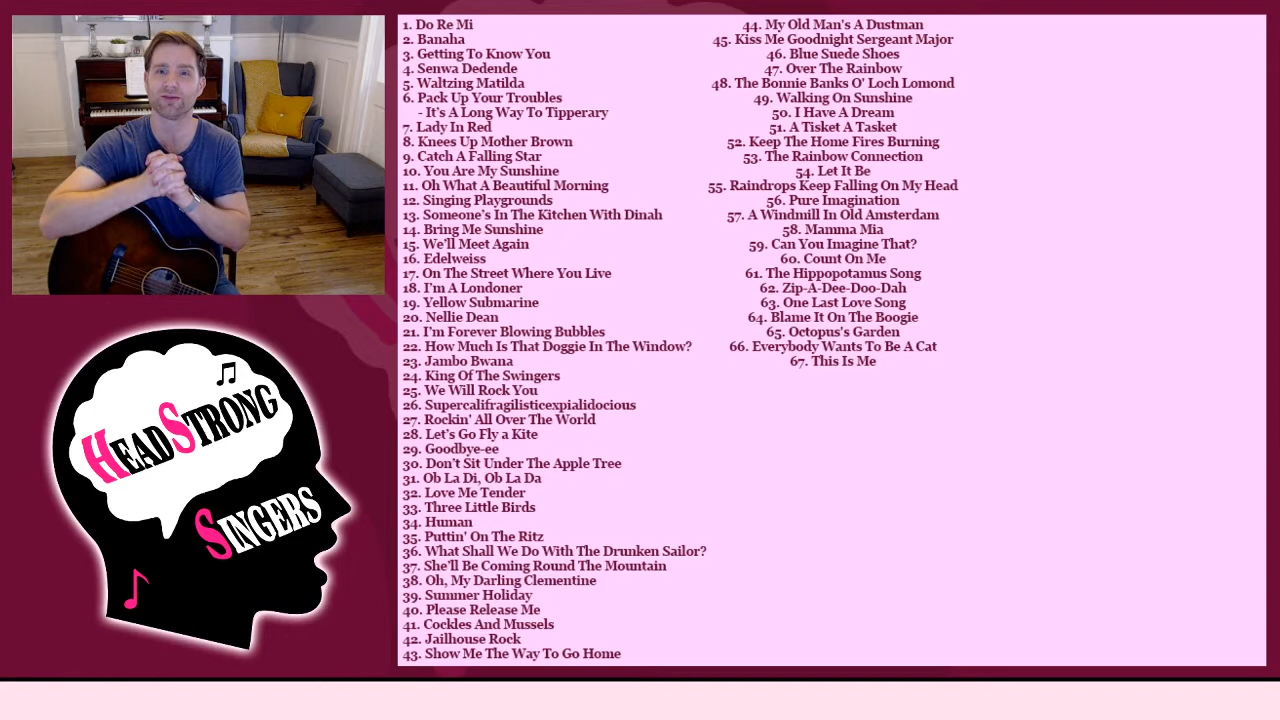 1. Do Re Mi
2. Banaha
3. Getting To Know You
4. Senwa Dedende
5. Waltzing Matilda
6. Pack Up Your Troubles
- It's A Long Way To Tipperary
7. Lady In Red
8. Knees Up Mother Brown
9. Catch A Falling Star
10. You Are My Sunshine
11. Oh What A Beautiful Morning
12. Singing Playgrounds
13. Someone's In The Kitchen With Dinah
14. Bring Me Sunshine
15. We'll Meet Again
16. Edelweiss
17. On The Street Where You Live
18. I'm A Londoner
19. Yellow Submarine
20. Nellie Dean
21. I'm Forever Blowing Bubbles
22. How Much Is That Doggie In The Window?
23. Jambo Bwana
24. King Of The Swingers
25. We Will Rock You
26. Supercalifragilisticexpialidocious
27. Rockin' All Over The World
28. Let's Go Fly a Kite
29. Goodbye-ee
30. Don't Sit Under The Apple Tree
31. Ob La Di, Ob La Da
32. Love Me Tender
33. Three Little Birds
34. Human
35. Puttin' On The Ritz
36. What Shall We Do With The Drunken Sailor?
37. She'll Be Coming Round The Mountain
38. Oh, My Darling Clementine
39. Summer Holiday
40. Please Release Me
41. Cockles And Mussels
42. Jailhouse Rock
43. Show Me The Way To Go Home
44. My Old Man's A Dustman
45. Kiss Me Goodnight Sergeant Major
46. Blue Suede Shoes
47. Over The Rainbow
48. The Bonnie Banks O' Loch Lomond
49. Walking On Sunshine
50. I Have A Dream
51. A Tisket A Tasket
52. Keep The Home Fires Burning
53. The Rainbow Connection
54. Let It Be
55. Raindrops Keep Falling On My Head
56. Pure Imagination
57. A Windmill In Old Amsterdam
58. Mamma Mia
59. Can You Imagine That?
60. Count On Me
61. The Hippopotamus Song
62. Zip-A-Dee-Doo-Dah
63. One Last Love Song
64. Blame It On The Boogie
65. Octopus's Garden
66. Everybody Wants To Be A Cat
67. This Is Me
HEADSTRONG
SINGERS